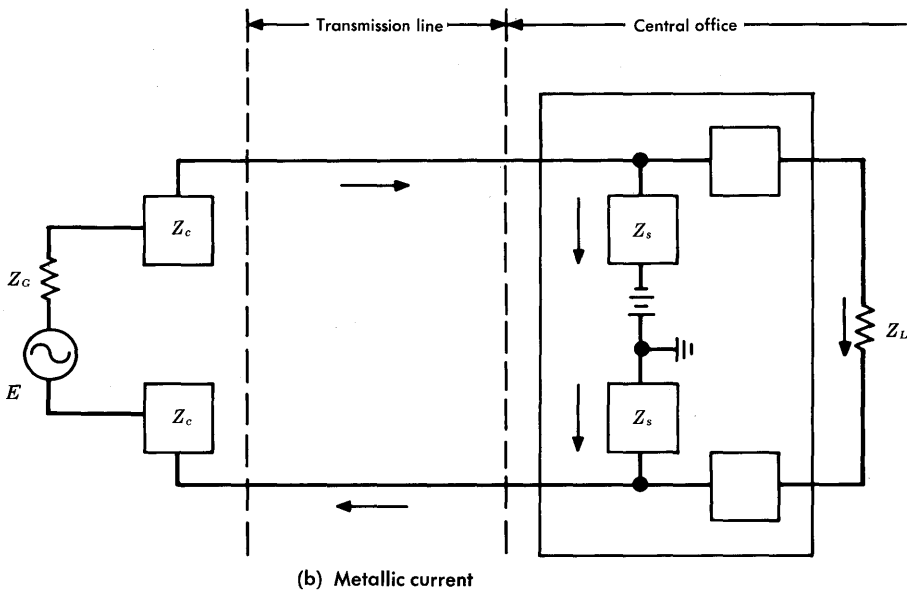 Transmission line
Central office
Z_c
Z_s
Z_G
Z_L
E
Z_c
Z_s
(b) Metallic current